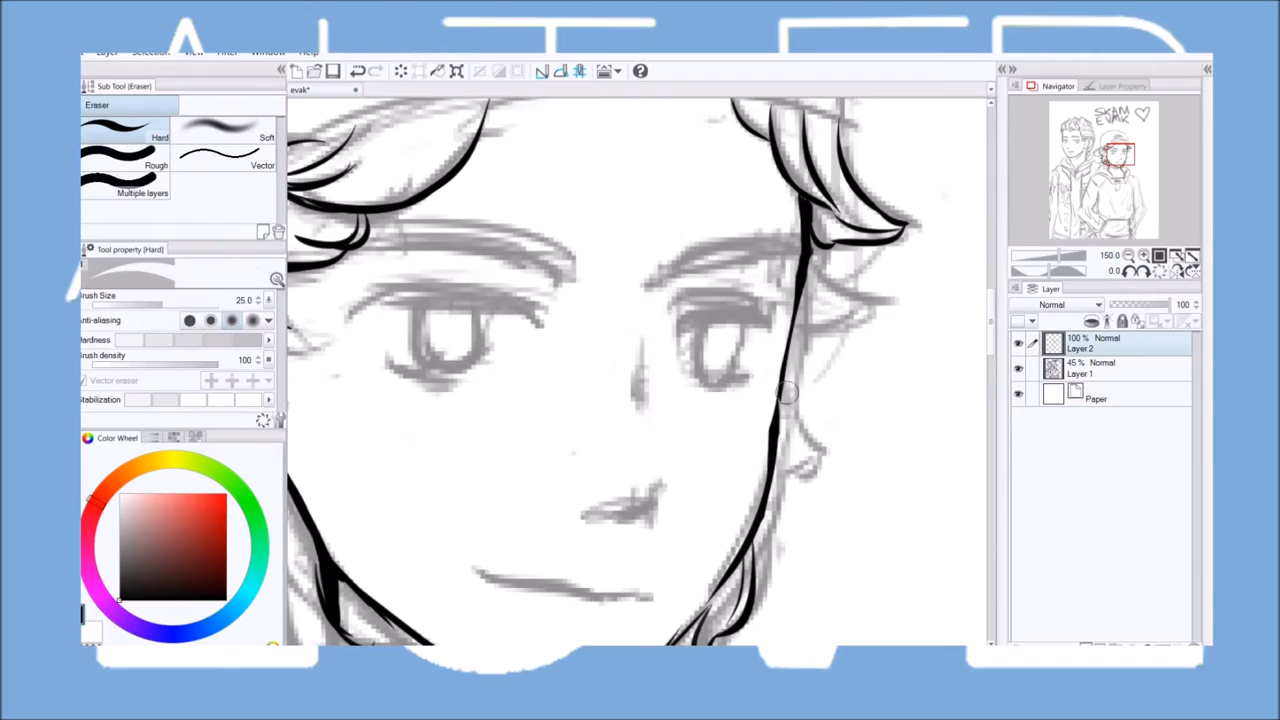 Layer Selection View Filter Window Help
Sub Tool (Eraser)
evak*
Navigator Layer Property
Eraser
Hard
Soft
Rough
Vector
Multiple layers
SKAM
EVAK
Tool property (Hard)
150.0
0.0
Brush Size 25.0
Layer
Anti-aliasing
Normal 100
Hardness
100 % Normal
Layer 2
Brush density 100
45 % Normal
Layer 1
Vector eraser
Paper
Stabilization
Color Wheel